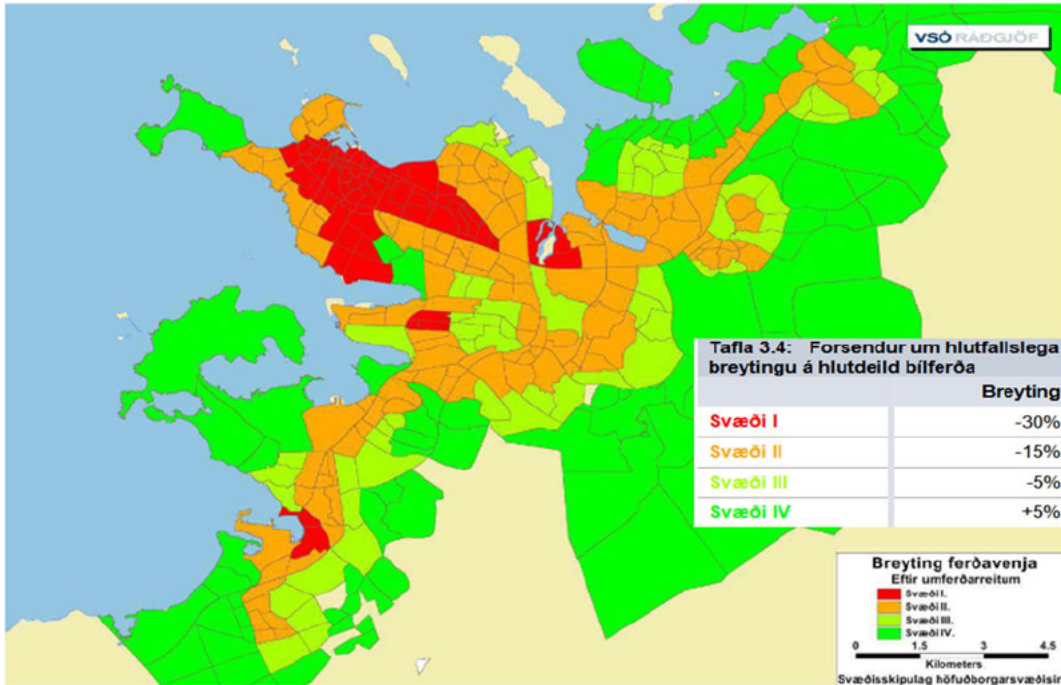 VSÓ RÁÐGJÖF
Tafla 3.4: Forsendur um hlutfallslega
breytingu á hlutdeild bílferða
Breyting
Svæði I -30%
Svæði II -15%
Svæði III -5%
Svæði IV +5%
Breyting ferðavenja
Eftir umferðarreitum
Svæði I.
Svæði II.
Svæði III.
Svæði IV.
0 1.5 3 4.5
Kilometers
Svæðisskipulag höfuðborgarsvæðisin